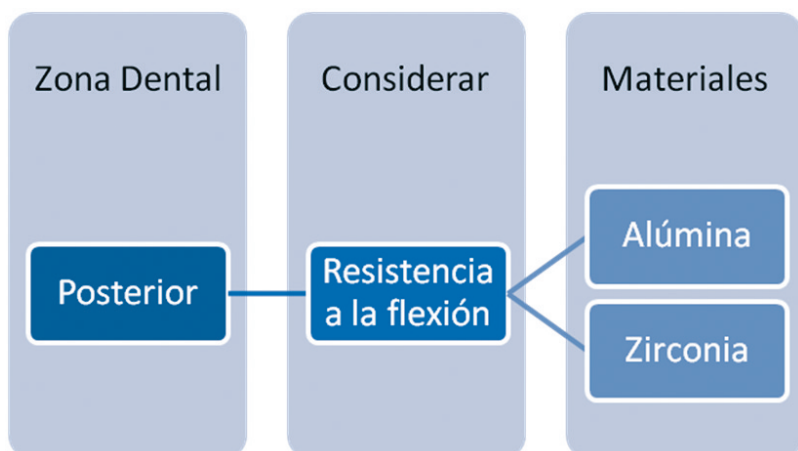 Zona Dental
Considerar
Materiales
Posterior
Resistencia
a la flexión
Alúmina
Zirconia